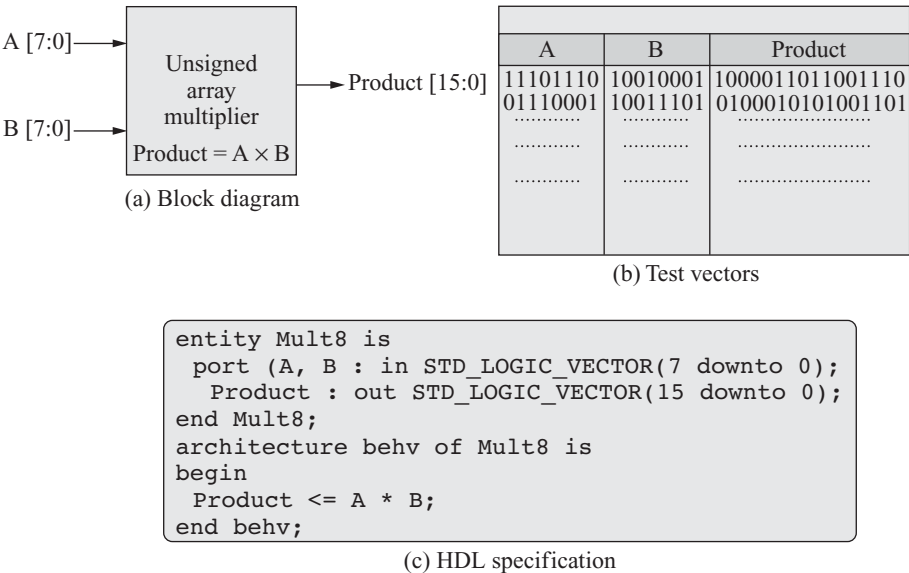 A [7:0]
B [7:0]
Unsigned
array
multiplier
Product = A × B
Product [15:0]
(a) Block diagram
A B Product
11101110 10010001 1000011011001110
01110001 10011101 0100010101001101
............ ............ ........................
............ ............ ........................
............ ............ ........................
(b) Test vectors
entity Mult8 is
port (A, B : in STD_LOGIC_VECTOR(7 downto 0);
Product : out STD_LOGIC_VECTOR(15 downto 0);
end Mult8;
architecture behv of Mult8 is
begin
Product <= A * B;
end behv;
(c) HDL specification